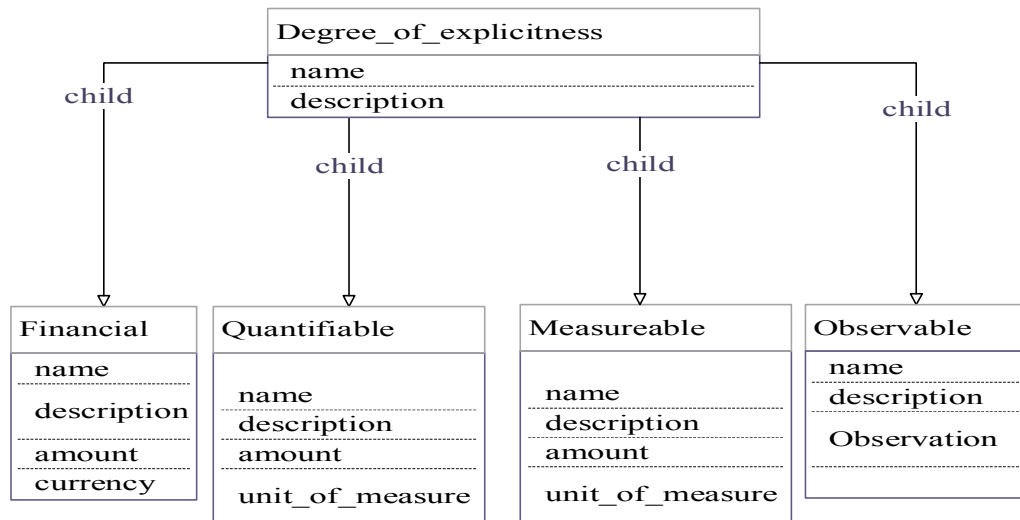 Degree_of_explicitness
name
description
child
child
child
child
Financial
name
description
amount
currency
Quantifiable
name
description
amount
unit_of_measure
Measureable
name
description
amount
unit_of_measure
Observable
name
description
Observation